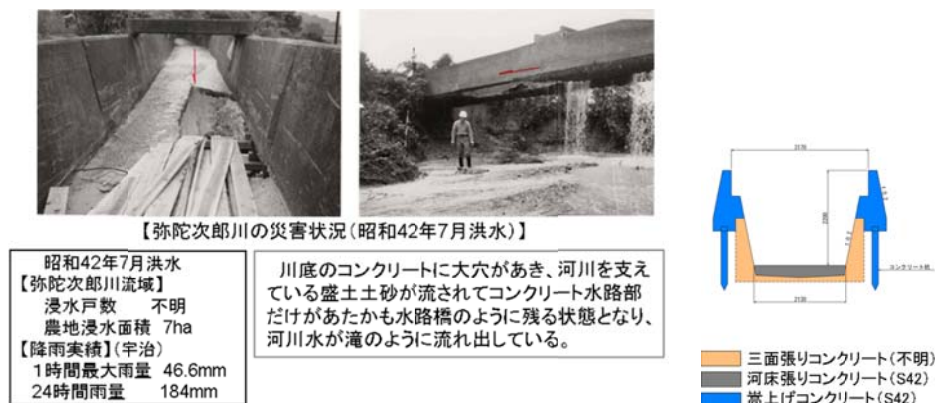 【弥陀次郎川の災害状況(昭和42年7月洪水)】
昭和42年7月洪水
【弥陀次郎川流域】
浸水戸数 不明
農地浸水面積 7ha
【降雨実績】(宇治)
1時間最大雨量 46.6mm
24時間雨量 184mm
川底のコンクリートに大穴があき、河川を支え
ている盛土土砂が流されてコンクリート水路部
だけがあたかも水路橋のように残る状態となり、
河川水が滝のように流れ出している。
三面張りコンクリート(不明)
河床張りコンクリート(S42)
嵩上げコンクリート(S42)